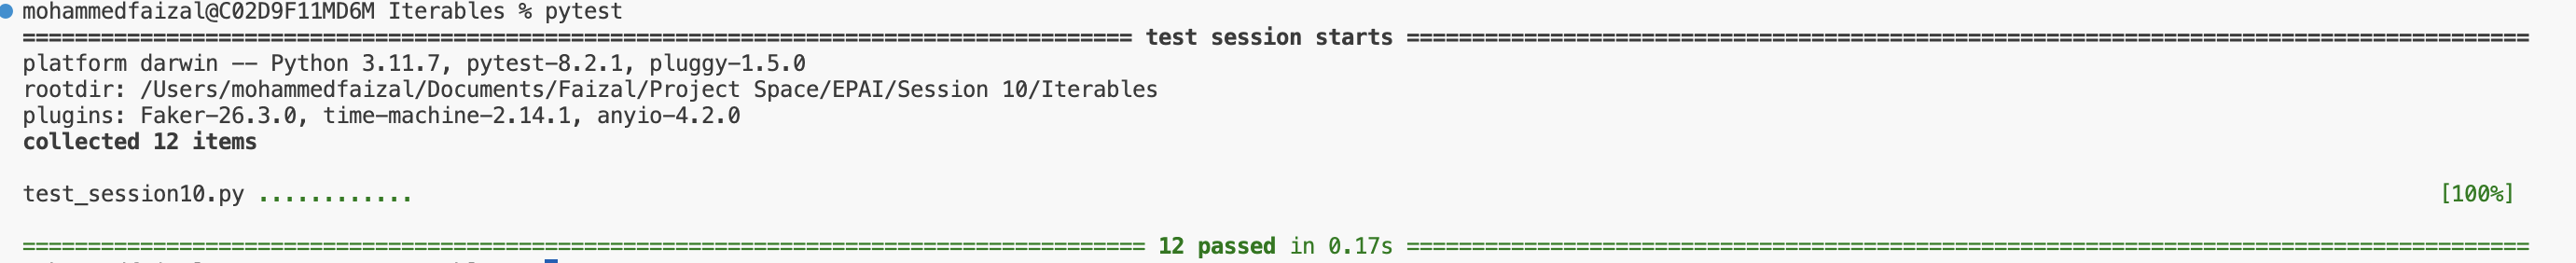 mohammedfaizal@C02D9F11MD6M Iterables % pytest
===================================================================================== test session starts ======================================================================================
platform darwin -- Python 3.11.7, pytest-8.2.1, pluggy-1.5.0
rootdir: /Users/mohammedfaizal/Documents/Faizal/Project Space/EPAI/Session 10/Iterables
plugins: Faker-26.3.0, time-machine-2.14.1, anyio-4.2.0
collected 12 items
test_session10.py ............ [100%]
====================================================================================== 12 passed in 0.17s ======================================================================================